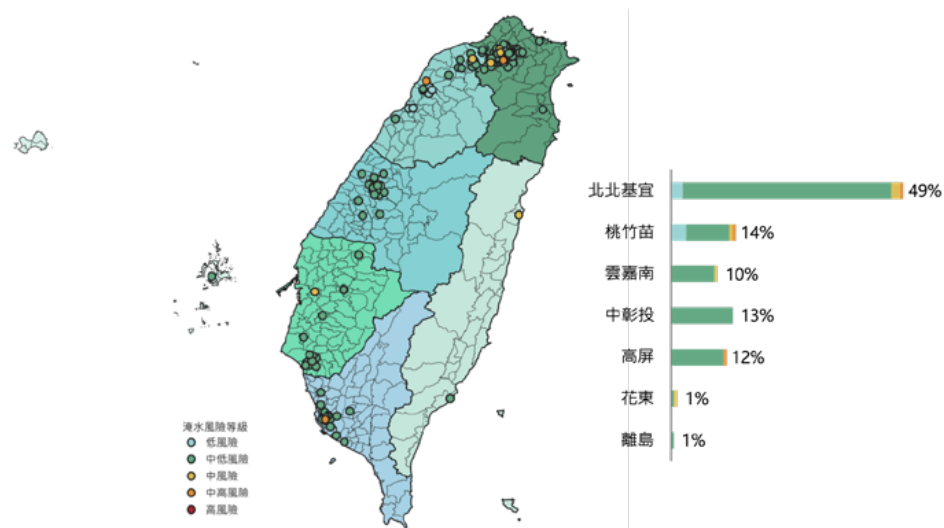 北北基宜 49%
桃竹苗 14%
雲嘉南 10%
中彰投 13%
高屏 12%
花東 1%
離島 1%
淹水風險等級
低風險
中低風險
中風險
中高風險
高風險